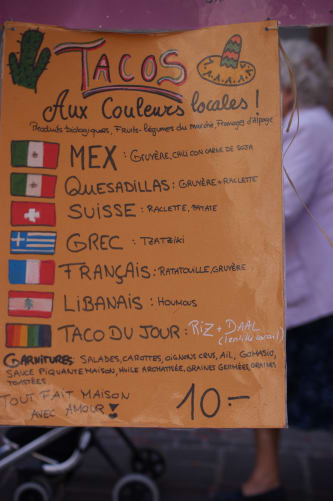 TACOS
Aux Couleurs locales !
Produits biologiques, Fruits-légumes du marché, Fromages d'Alpage
MEX : GRUYÈRE, CHILI CON CARNE DE SOJA
QUESADILLAS : GRUYÈRE + RACLETTE
SUISSE : RACLETTE, PATATE
GREC : TZATZIKI
FRANÇAIS : RATATOUILLE, GRUYÈRE
LIBANAIS : HOUMOUS
TACO DU JOUR : RIZ + DAAL
(lentille corail)
GARNITURES : SALADES, CAROTTES, OIGNONS CRUS, AIL, GOMASIO,
SAUCE PIQUANTE MAISON, HUILE AROMATISÉE, GRAINES GERMÉES, GRAINES
TOASTÉES
TOUT FAIT MAISON
AVEC AMOUR
10.-